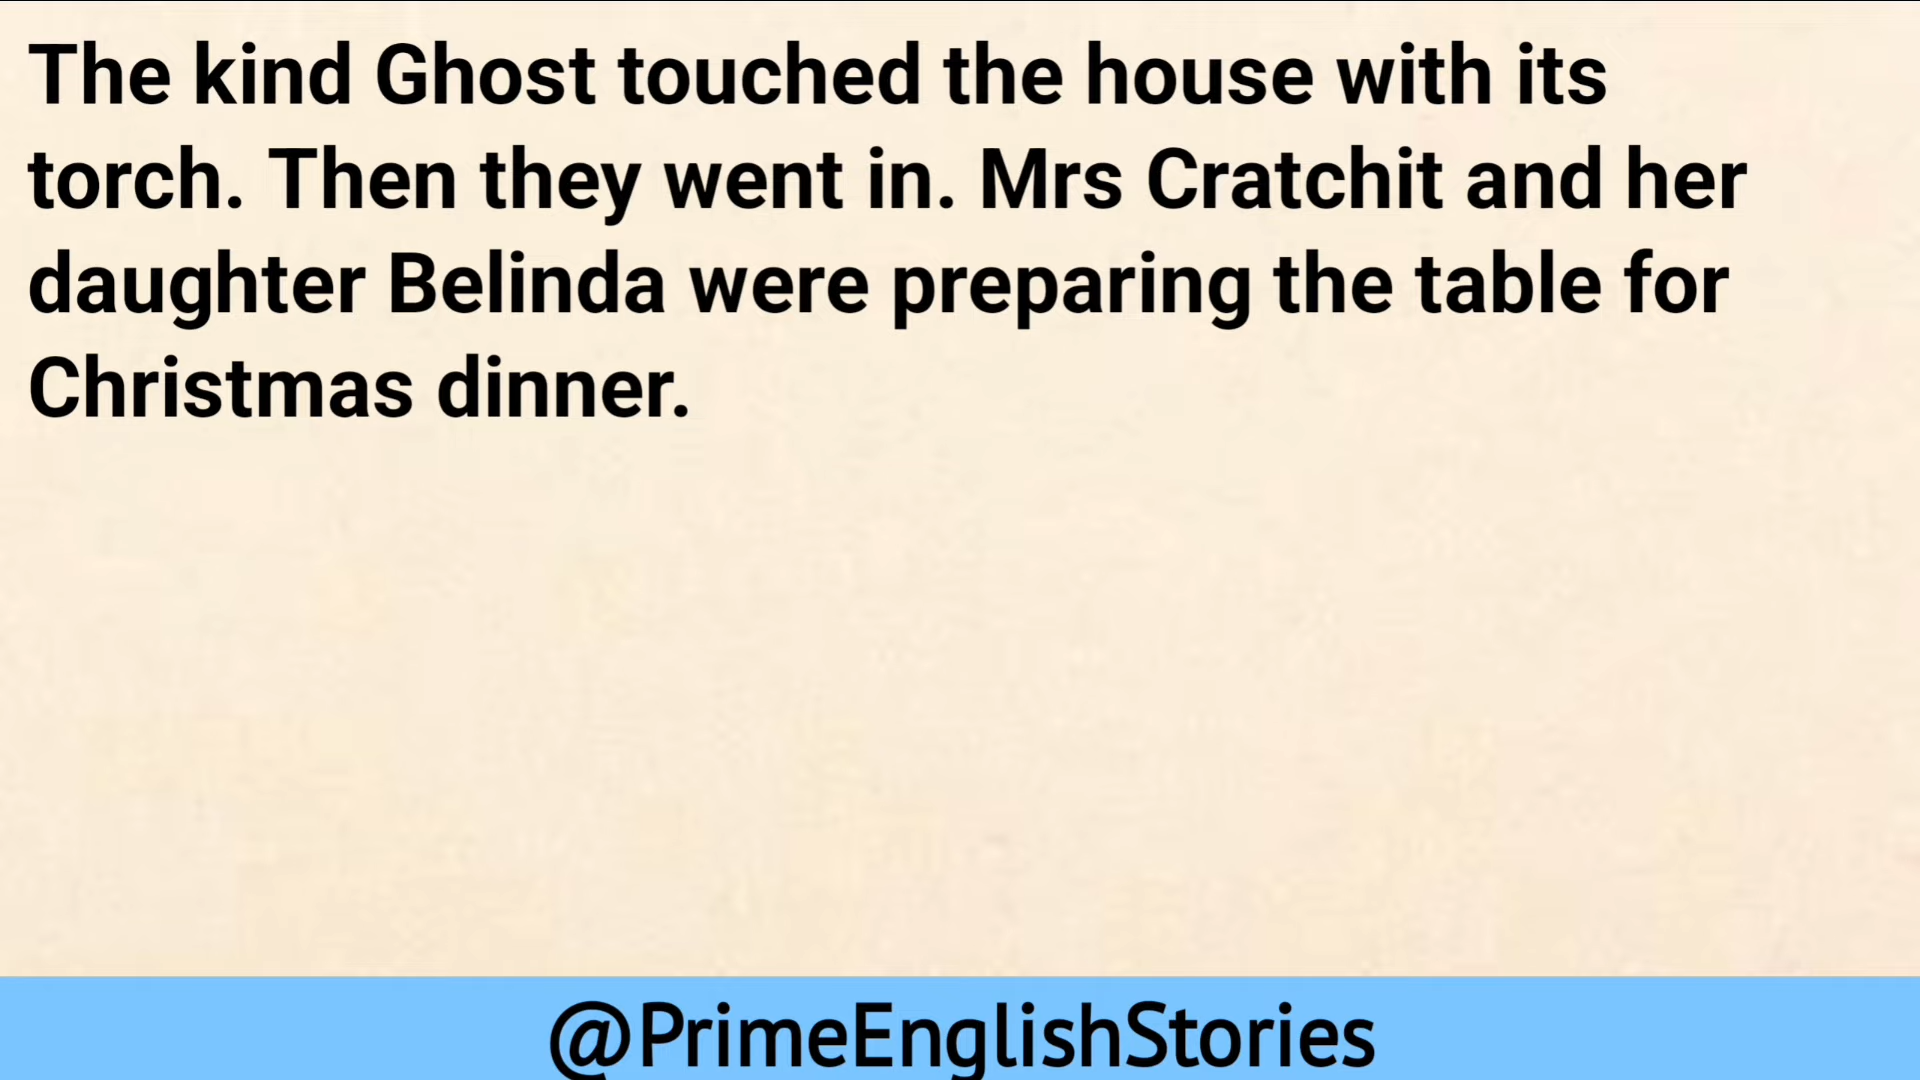 The kind Ghost touched the house with its
torch. Then they went in. Mrs Cratchit and her
daughter Belinda were preparing the table for
Christmas dinner.
@PrimeEnglishStories